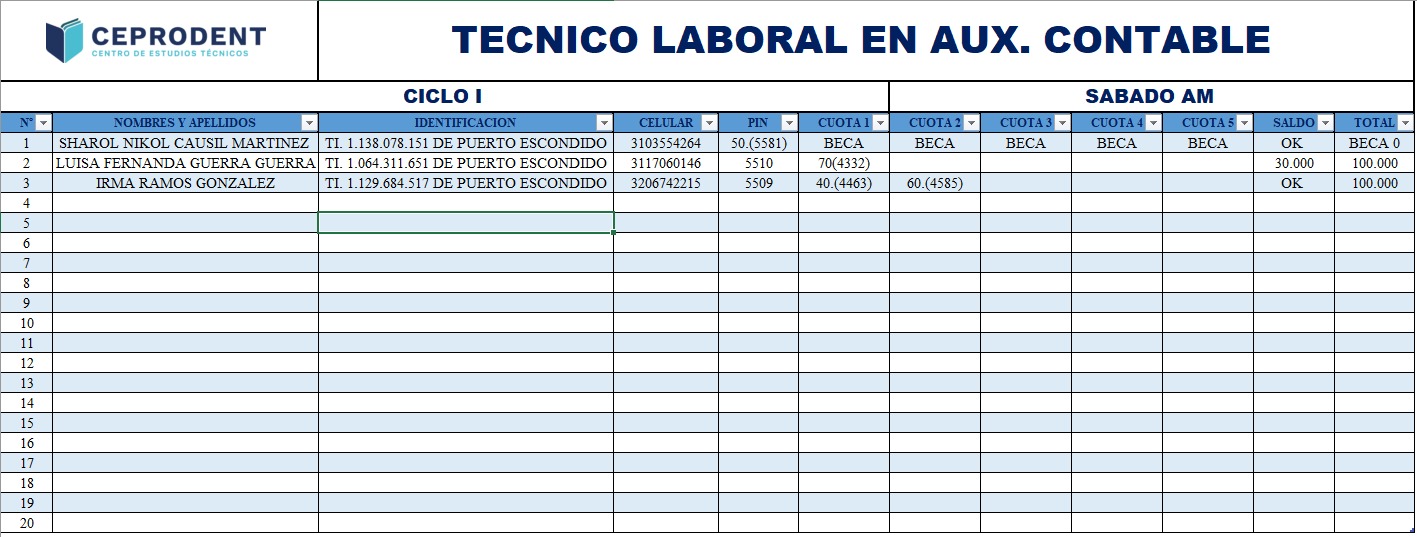 CEPRODENT
CENTRO DE ESTUDIOS TÉCNICOS
TECNICO LABORAL EN AUX. CONTABLE
CICLO I SABADO AM
Nº NOMBRES Y APELLIDOS IDENTIFICACION CELULAR PIN CUOTA 1 CUOTA 2 CUOTA 3 CUOTA 4 CUOTA 5 SALDO TOTAL
1 SHAROL NIKOL CAUSIL MARTINEZ TI. 1.138.078.151 DE PUERTO ESCONDIDO 3103554264 50.(5581) BECA BECA BECA BECA BECA OK BECA 0
2 LUISA FERNANDA GUERRA GUERRA TI. 1.064.311.651 DE PUERTO ESCONDIDO 3117060146 5510 70(4332) 30.000 100.000
3 IRMA RAMOS GONZALEZ TI. 1.129.684.517 DE PUERTO ESCONDIDO 3206742215 5509 40.(4463) 60.(4585) OK 100.000
4
5
6
7
8
9
10
11
12
13
14
15
16
17
18
19
20